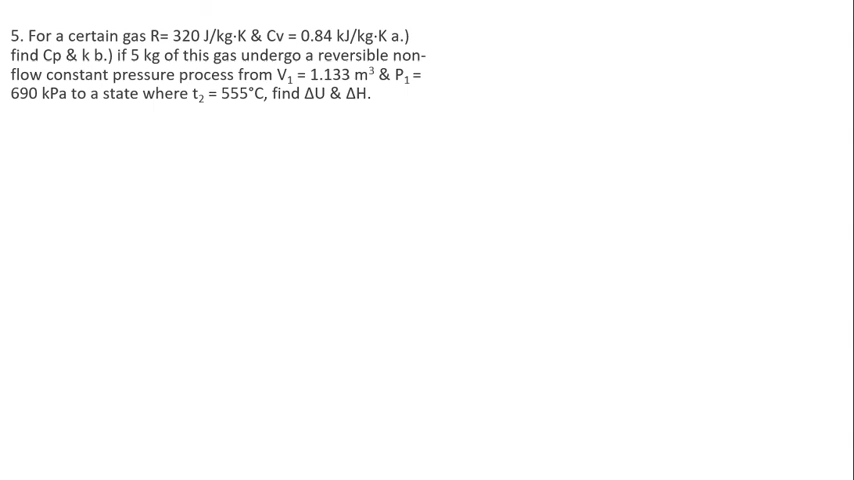 5. For a certain gas R= 320 J/kg·K & Cv = 0.84 kJ/kg·K a.)
find Cp & k b.) if 5 kg of this gas undergo a reversible non-
flow constant pressure process from V₁ = 1.133 m³ & P₁ =
690 kPa to a state where t₂ = 555°C, find ΔU & ΔH.